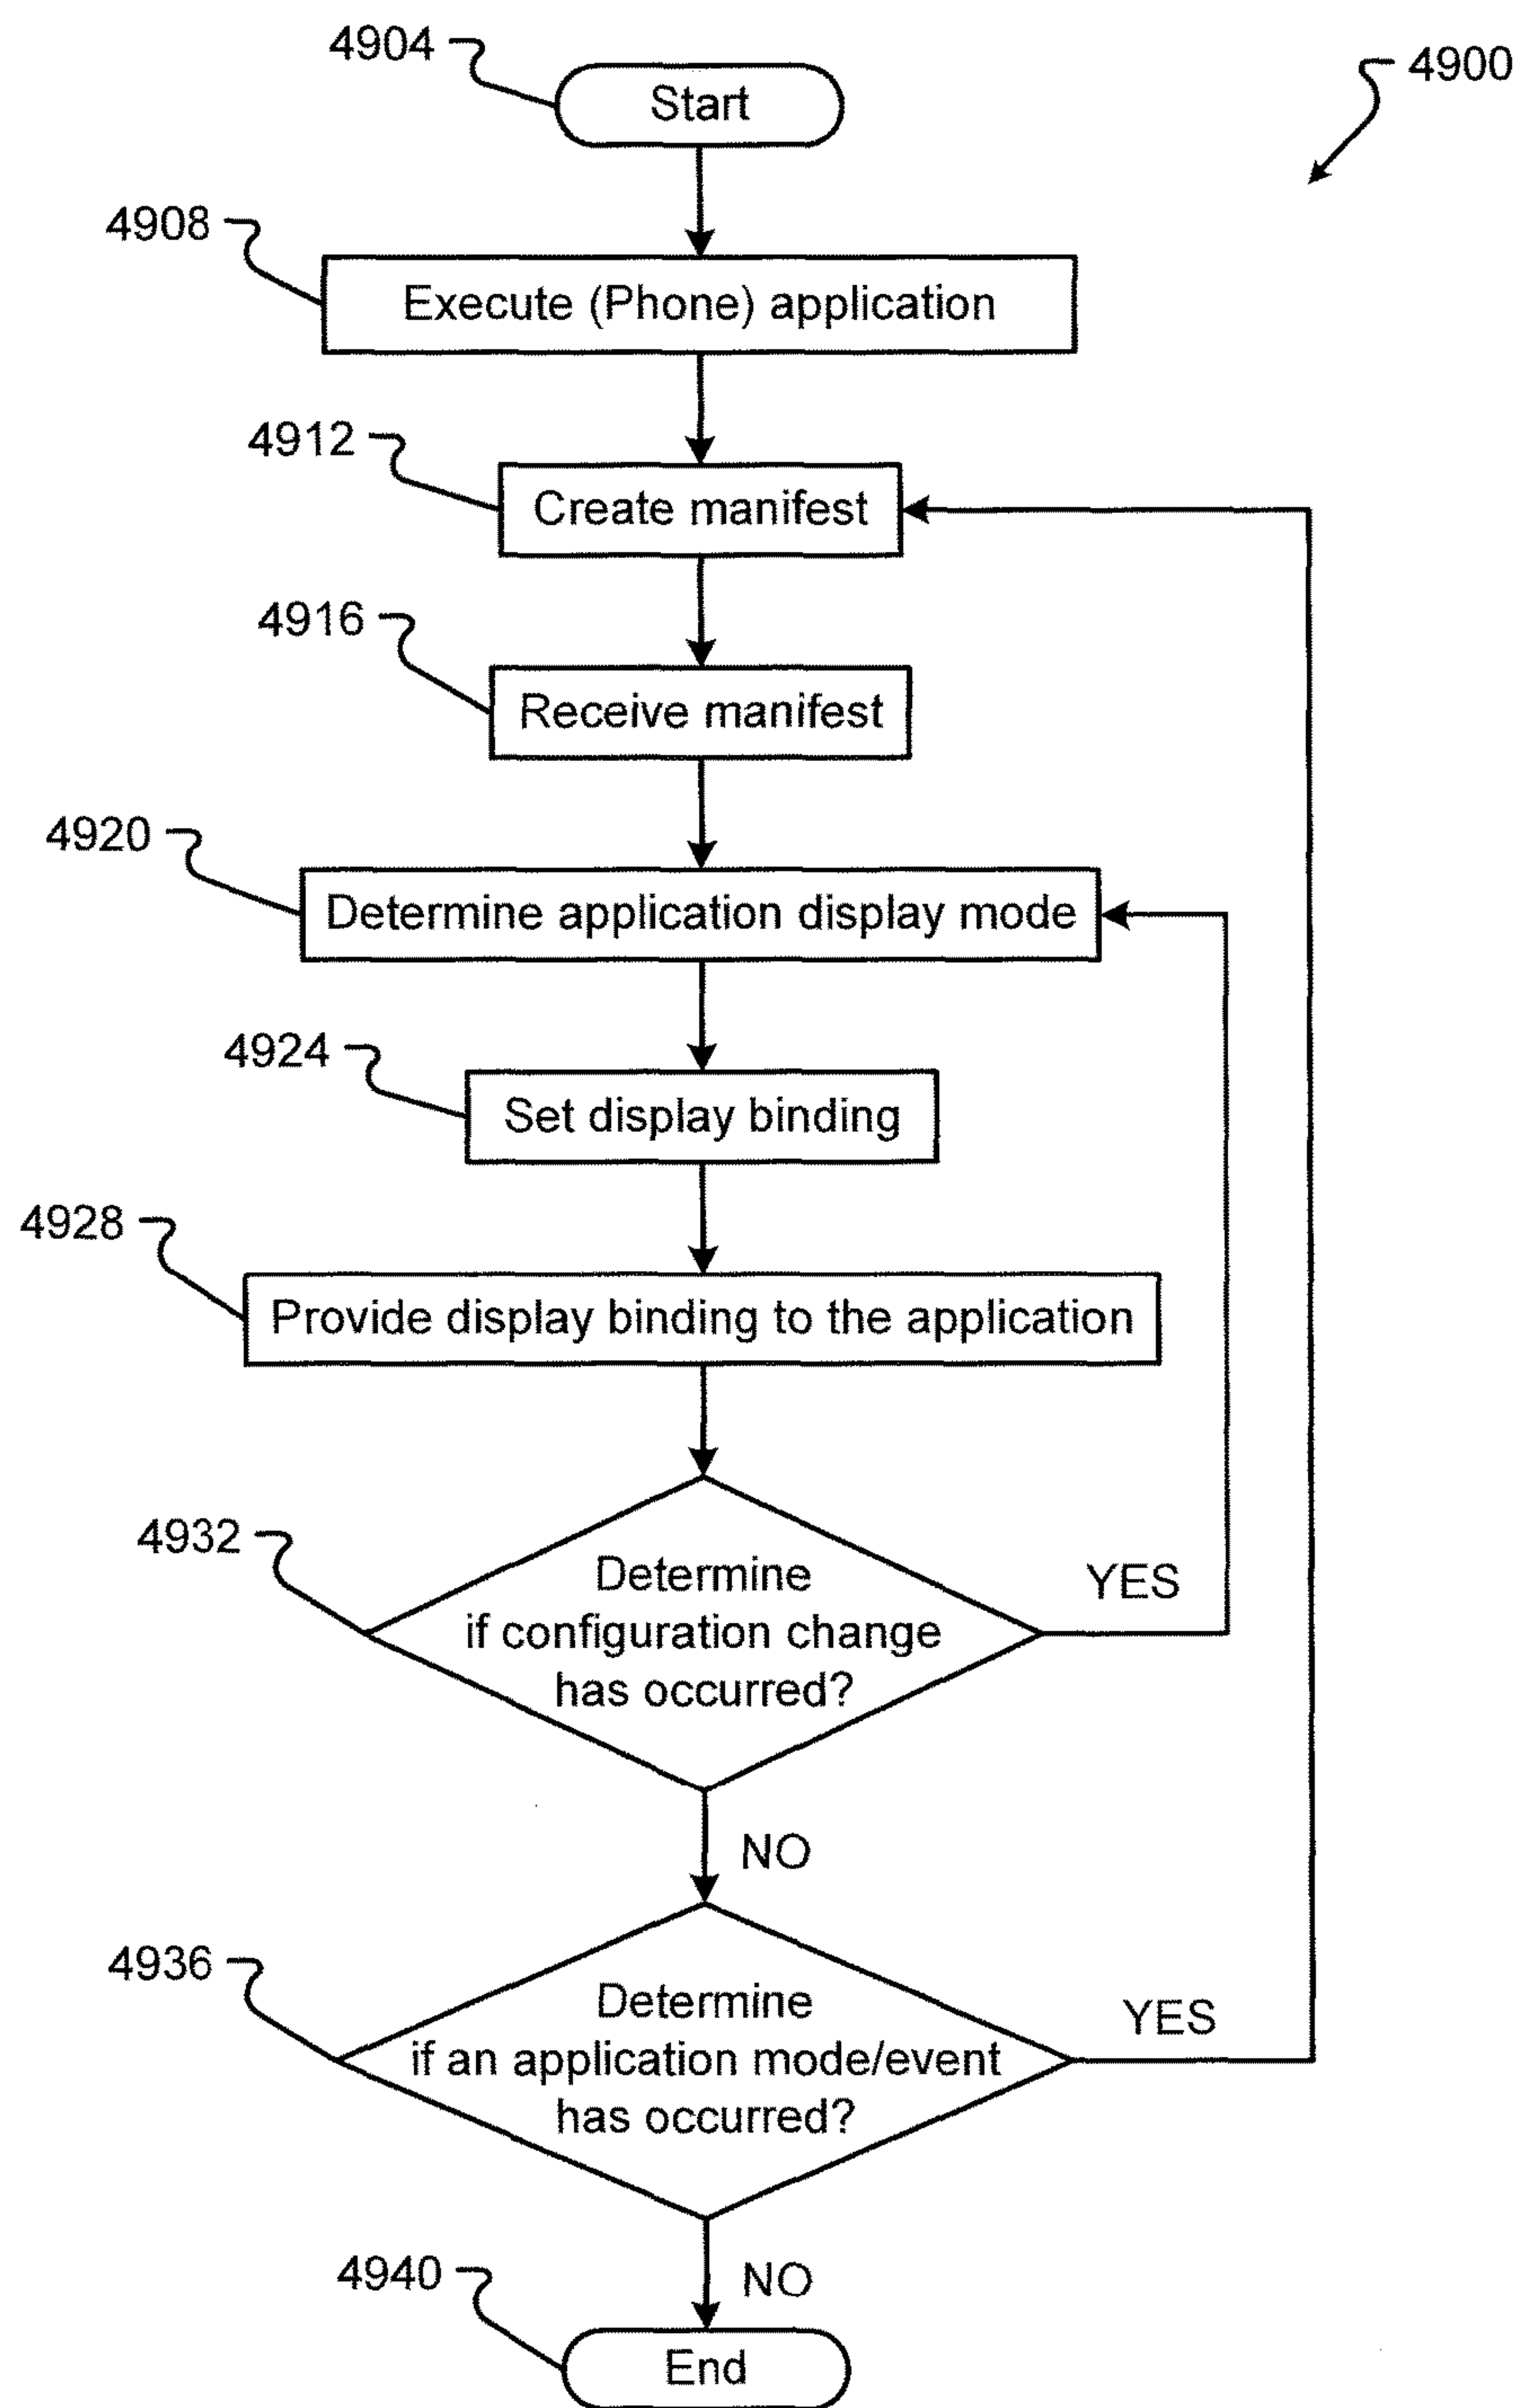 4904
Start
4900
4908
Execute (Phone) application
4912
Create manifest
4916
Receive manifest
4920
Determine application display mode
4924
Set display binding
4928
Provide display binding to the application
4932
Determine
if configuration change
has occurred?
YES
NO
4936
Determine
if an application mode/event
has occurred?
YES
NO
4940
End